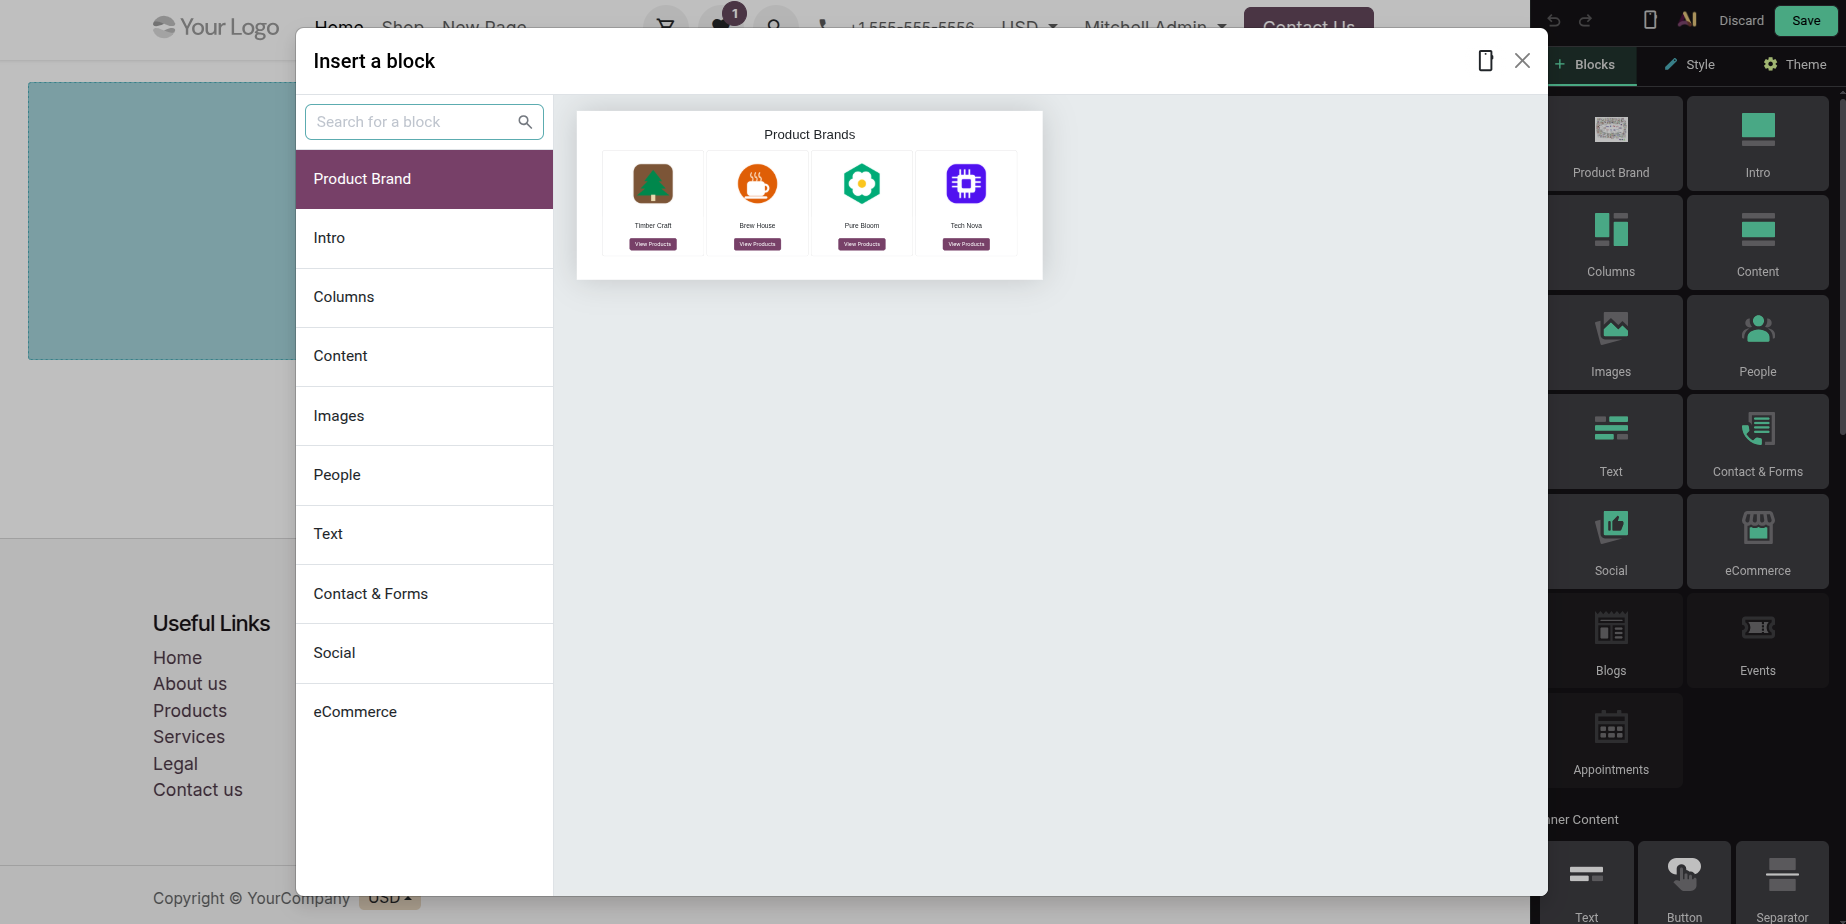 Your Logo
Home Shop New Page
1
+1 555-555-5556
USD
Mitchell Admin
Contact Us
AI
Discard
Save
Insert a block
Blocks
Style
Theme
Search for a block
Product Brand
Intro
Columns
Content
Images
People
Text
Contact & Forms
Social
eCommerce
Product Brands
Timber Craft
View Products
Brew House
View Products
Pure Bloom
View Products
Tech Nova
View Products
Product Brand
Intro
Columns
Content
Images
People
Text
Contact & Forms
Social
eCommerce
Blogs
Events
Appointments
nner Content
Text
Button
Separator
Useful Links
Home
About us
Products
Services
Legal
Contact us
Copyright © YourCompany
USD